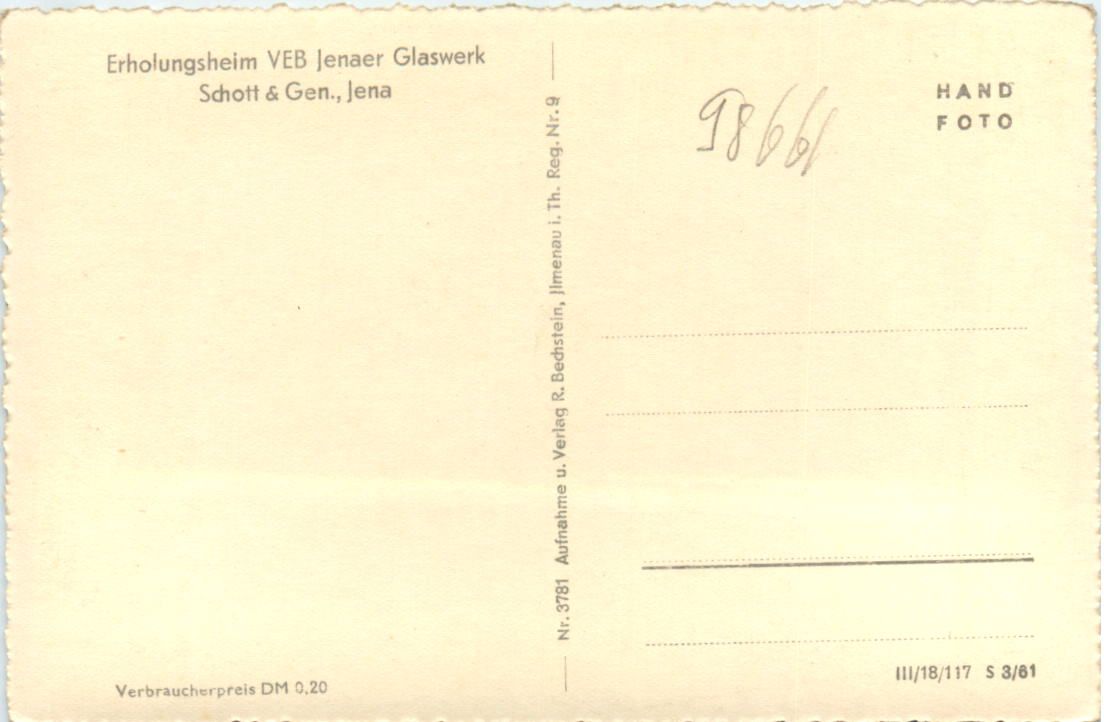 Erholungsheim VEB Jenaer Glaswerk
Schott & Gen., Jena
HAND
FOTO
Nr. 3781 Aufnahme u. Verlag R. Bechstein, Jlmenau i. Th. Reg. Nr. 9
Verbraucherpreis DM 0,20
III/18/117 S 3/61